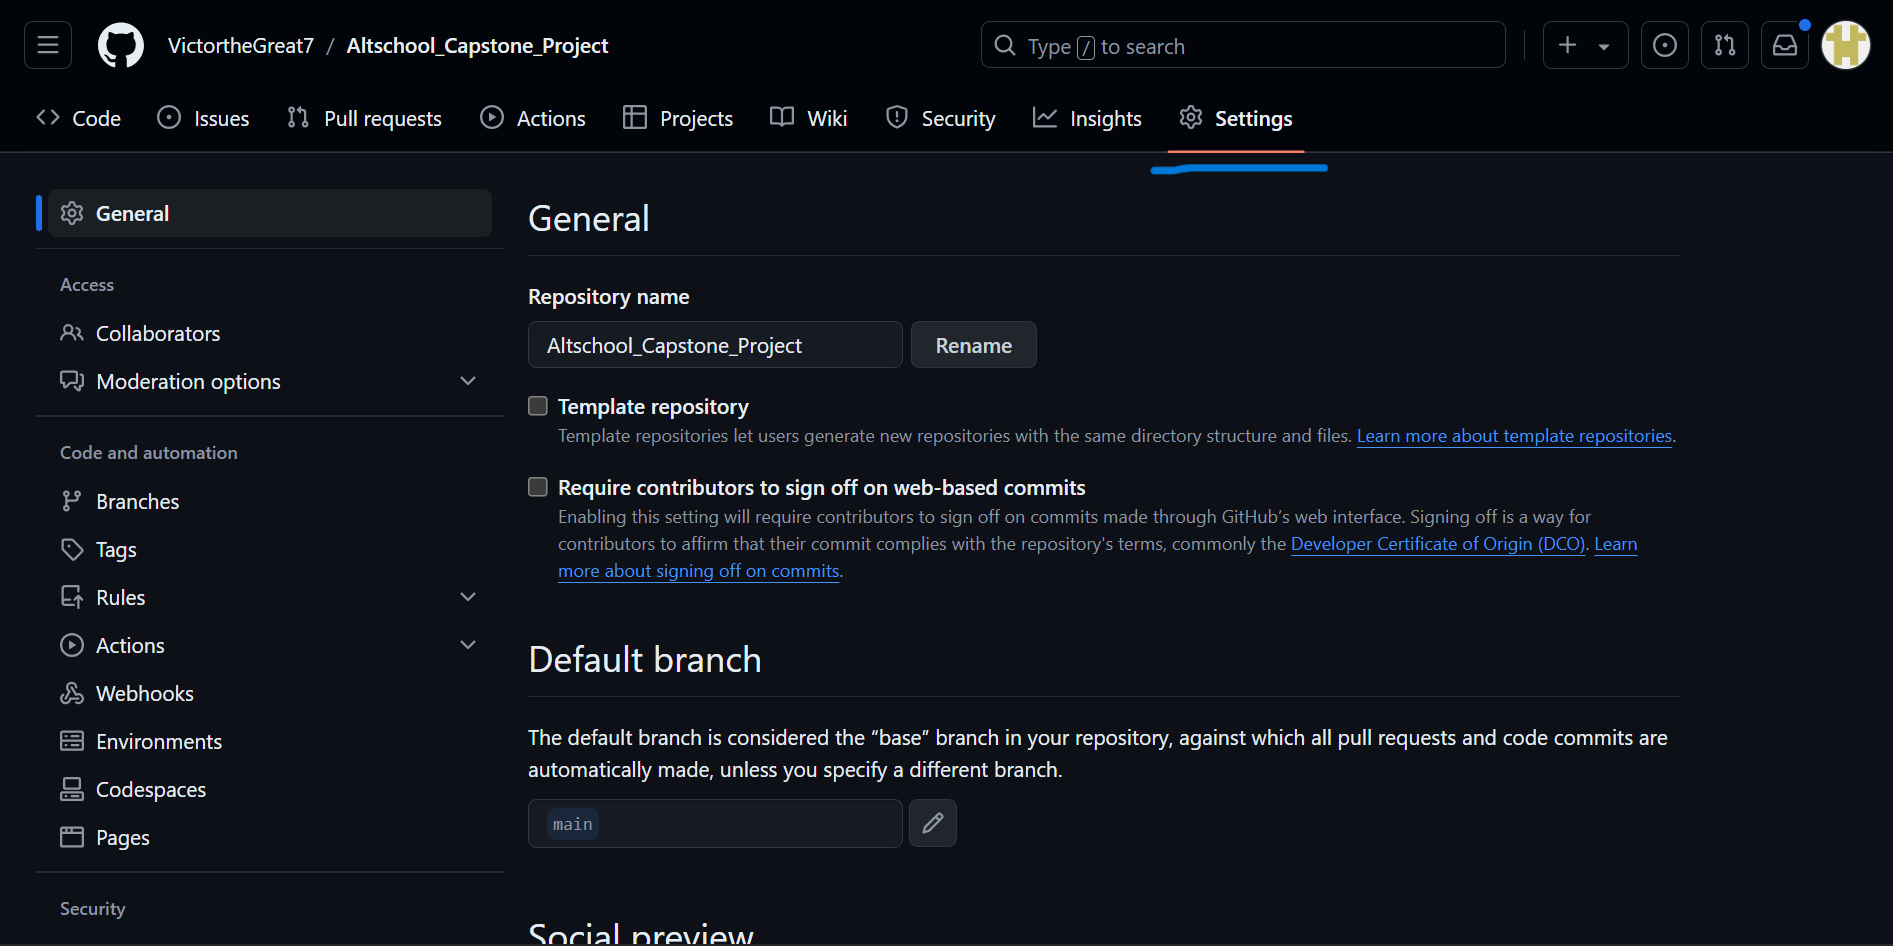 VictortheGreat7 / Altschool_Capstone_Project
Type / to search
Code
Issues
Pull requests
Actions
Projects
Wiki
Security
Insights
Settings
General
Access
Collaborators
Moderation options
Code and automation
Branches
Tags
Rules
Actions
Webhooks
Environments
Codespaces
Pages
Security
General
Repository name
Altschool_Capstone_Project
Rename
Template repository
Template repositories let users generate new repositories with the same directory structure and files. Learn more about template repositories.
Require contributors to sign off on web-based commits
Enabling this setting will require contributors to sign off on commits made through GitHub’s web interface. Signing off is a way for
contributors to affirm that their commit complies with the repository's terms, commonly the Developer Certificate of Origin (DCO). Learn
more about signing off on commits.
Default branch
The default branch is considered the “base” branch in your repository, against which all pull requests and code commits are
automatically made, unless you specify a different branch.
main
Social preview